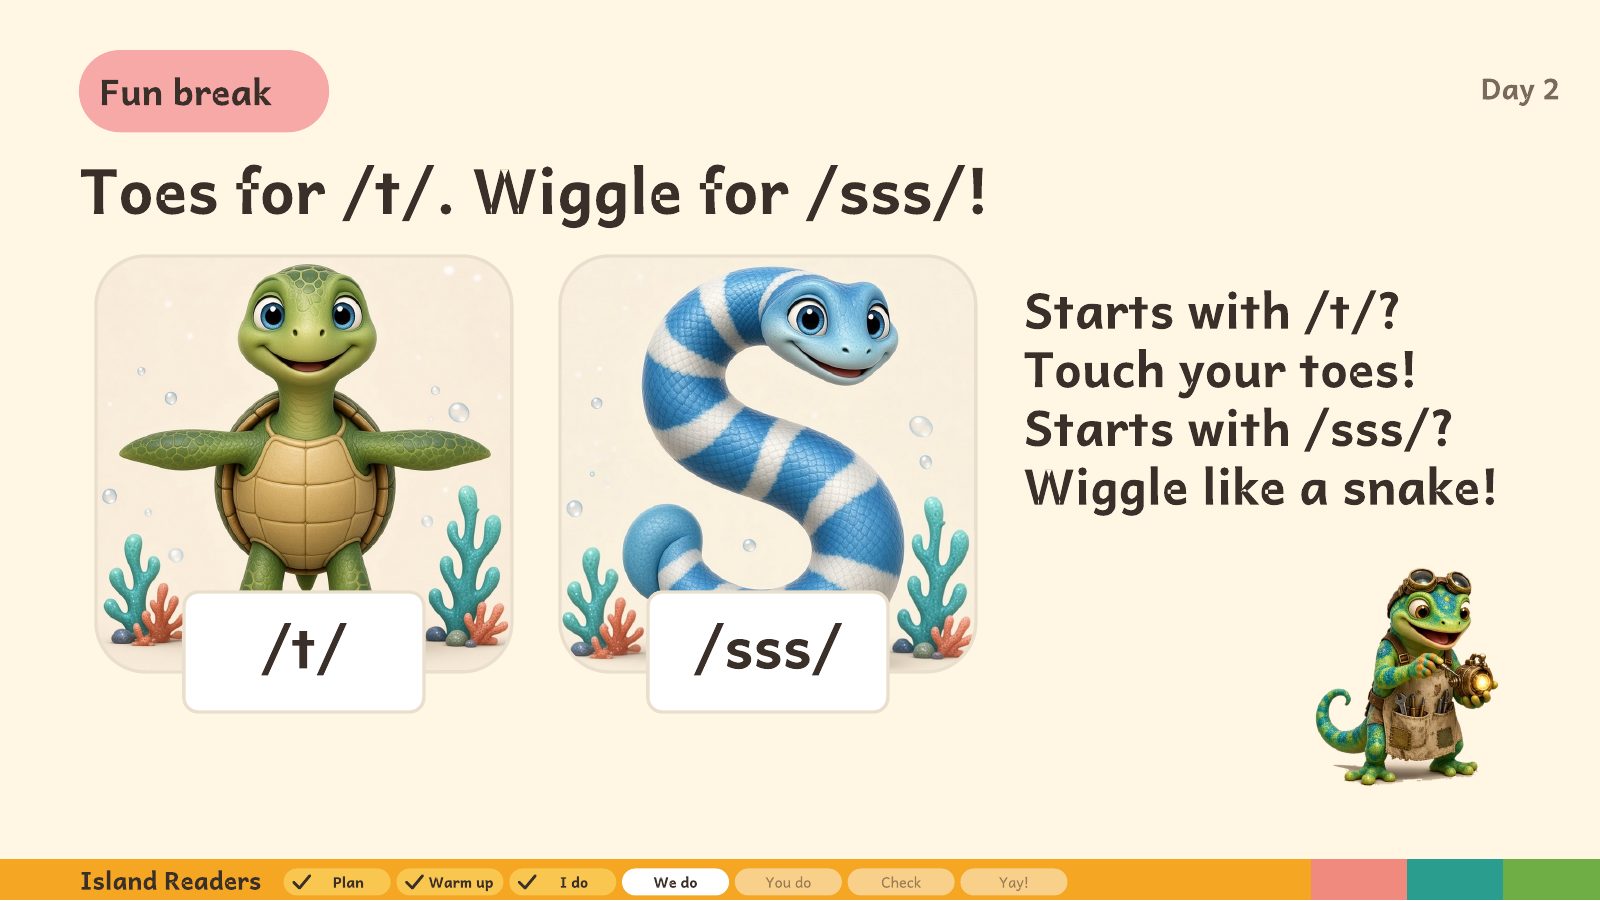 Fun break
Day 2
Toes for /t/. Wiggle for /sss/!
/t/
/sss/
Starts with /t/?
Touch your toes!
Starts with /sss/?
Wiggle like a snake!
Island Readers
Plan
Warm up
I do
We do
You do
Check
Yay!